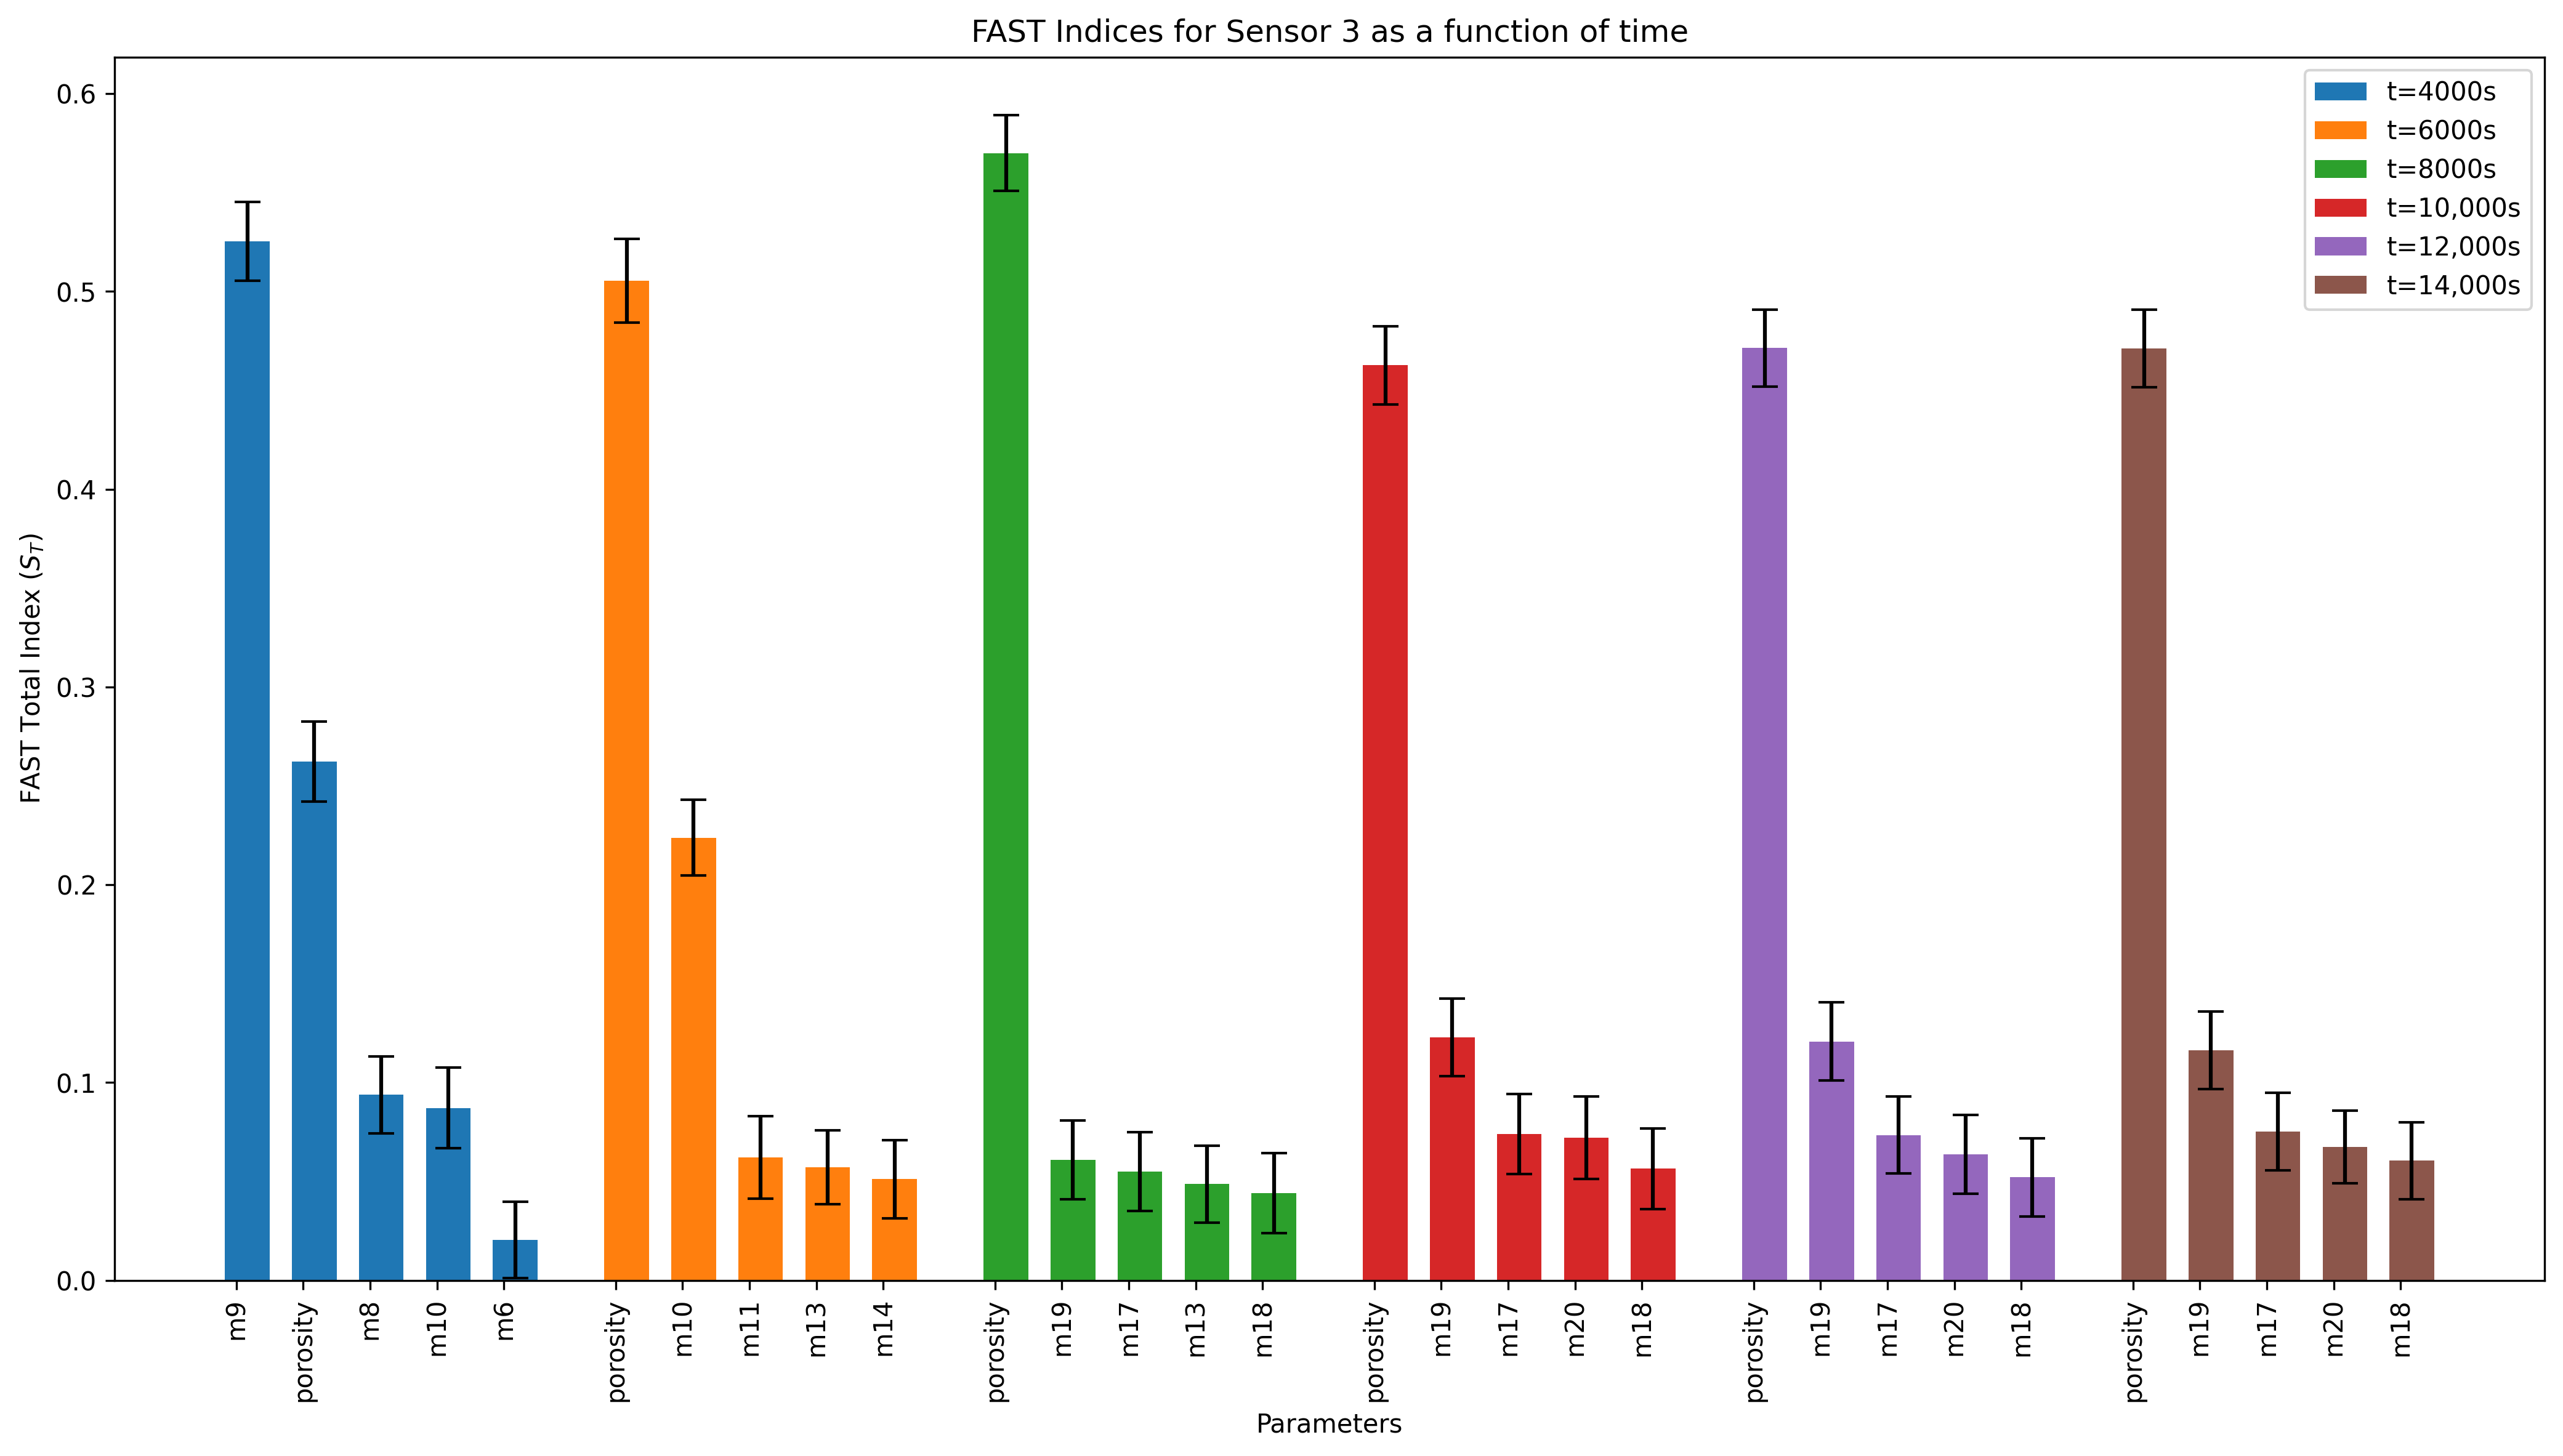 FAST Indices for Sensor 3 as a function of time
t=4000s
t=6000s
t=8000s
t=10,000s
t=12,000s
t=14,000s
FAST Total Index (S_T)
0.6
0.5
0.4
0.3
0.2
0.1
0.0
m9 porosity m8 m10 m6 porosity m10 m11 m13 m14 porosity m19 m17 m13 m18 porosity m19 m17 m20 m18 porosity m19 m17 m20 m18 porosity m19 m17 m20 m18
Parameters